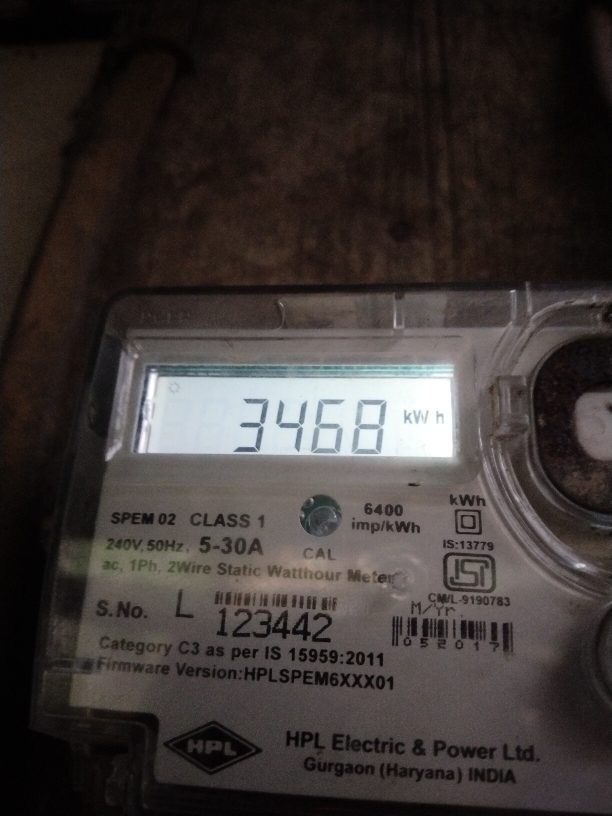 3468 kWh
SPEM 02 CLASS 1
240V, 50Hz, 5-30A
CAL
6400
imp/kWh
kWh
IS:13779
ac, 1Ph, 2Wire Static Watthour Meter
ISI
CM/L-9190783
S.No. L 123442
M/Yr.
052017
Category C3 as per IS 15959:2011
Firmware Version:HPLSPEM6XXX01
HPL
HPL Electric & Power Ltd.
Gurgaon (Haryana) INDIA